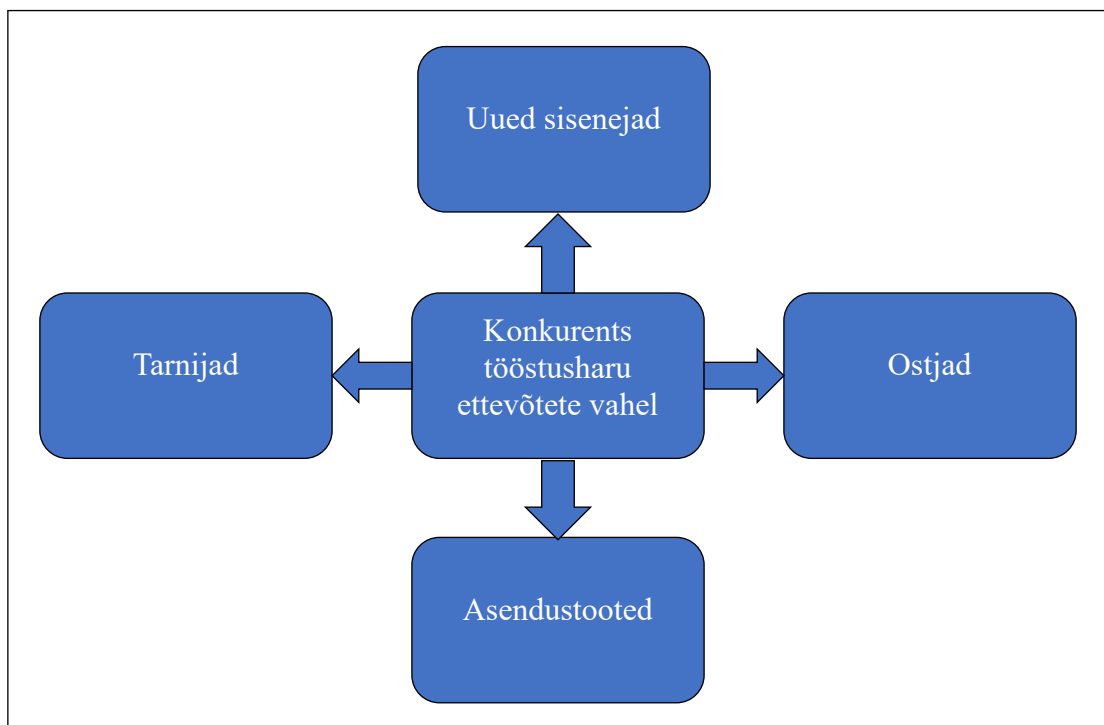 Uued sisenejad
Tarnijad
Konkurents
tööstusharu
ettevõtete vahel
Ostjad
Asendustooted